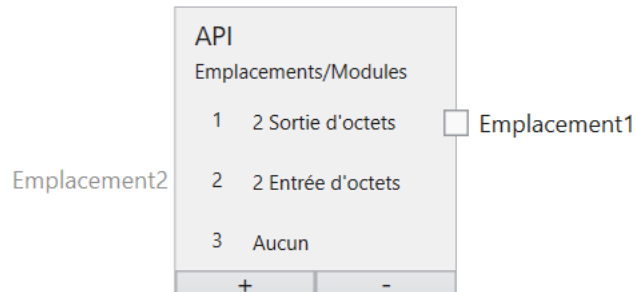 API
Emplacements/Modules
1 2 Sortie d'octets Emplacement1
Emplacement2 2 2 Entrée d'octets
3 Aucun
+ -